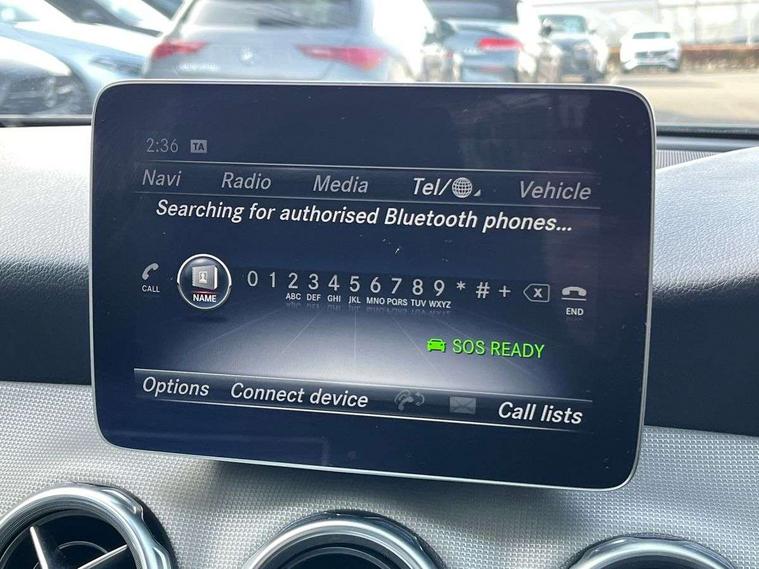 2:36 TA
Navi Radio Media Tel/ Vehicle
Searching for authorised Bluetooth phones...
0 1 2 3 4 5 6 7 8 9 * # + x
CALL NAME ABC DEF GHI JKL MNO PQRS TUV WXYZ END
SOS READY
Options Connect device Call lists